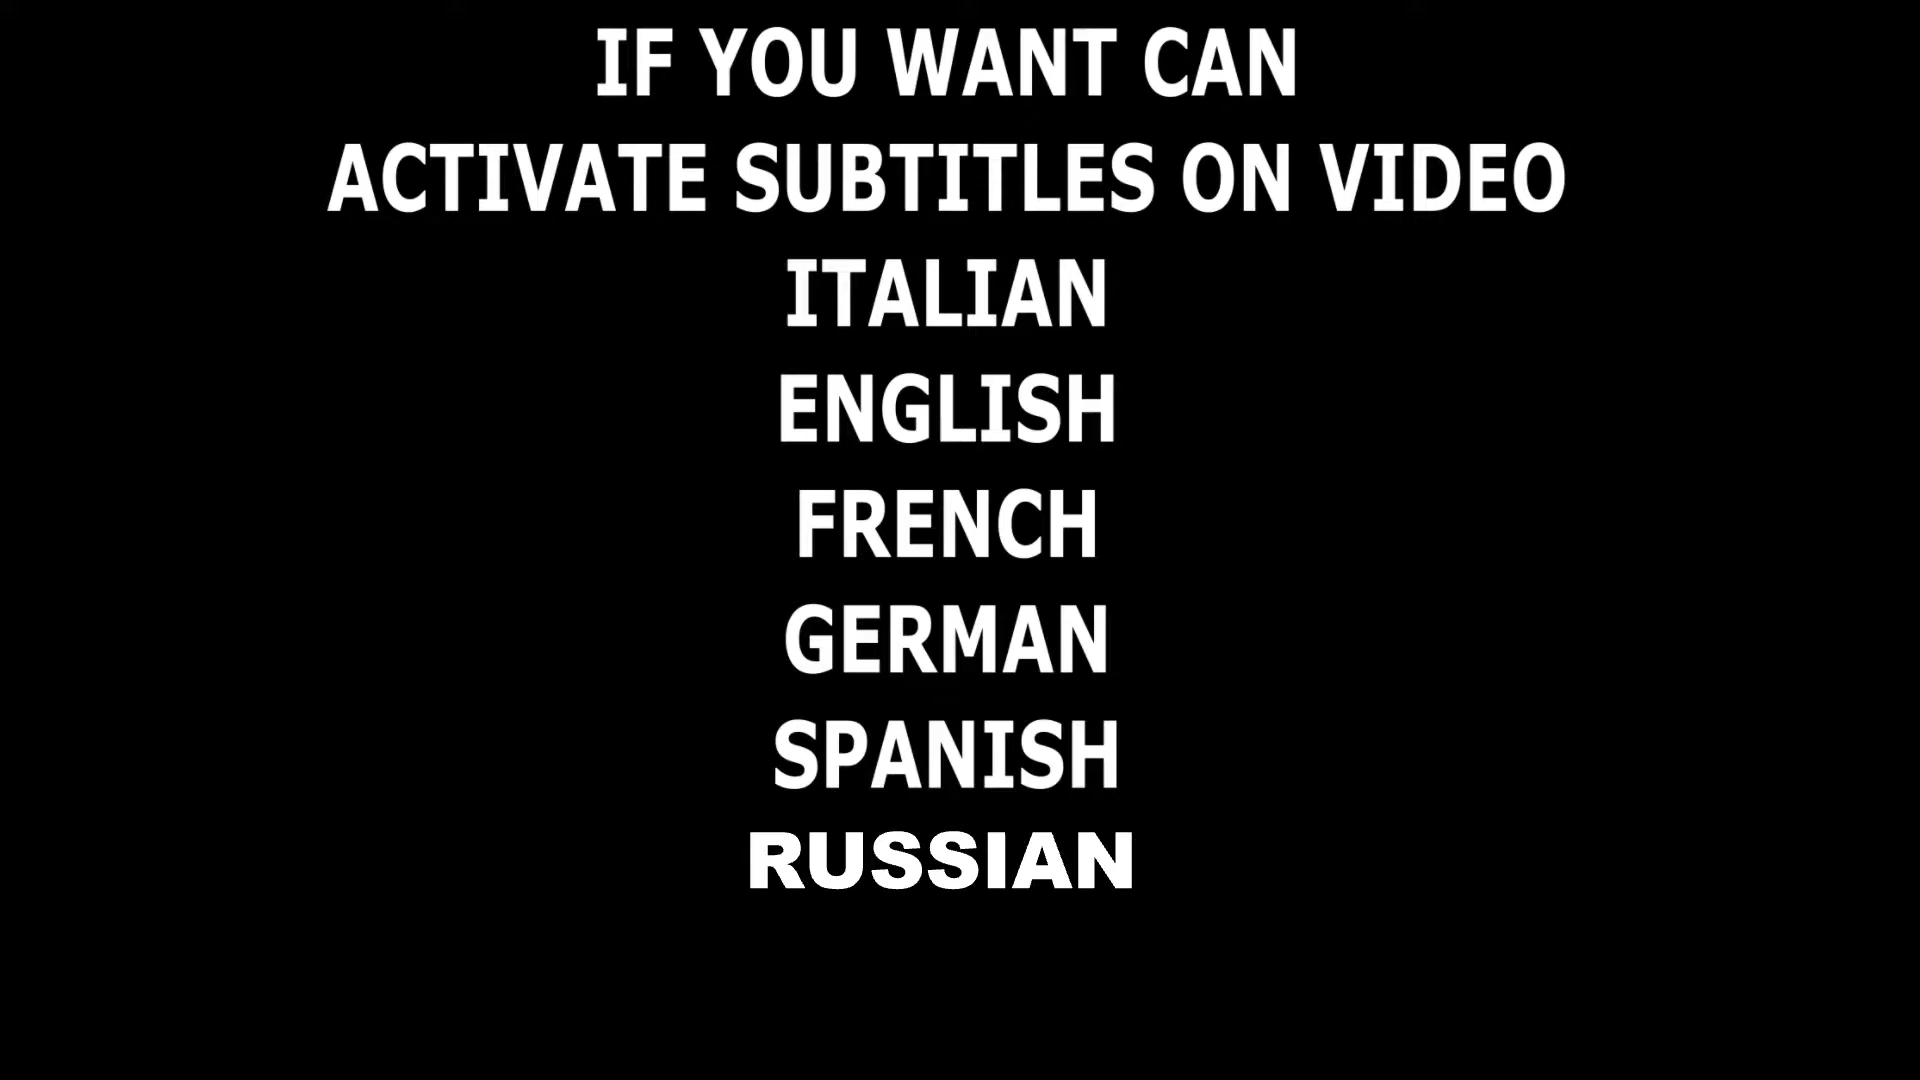 IF YOU WANT CAN
ACTIVATE SUBTITLES ON VIDEO
ITALIAN
ENGLISH
FRENCH
GERMAN
SPANISH
RUSSIAN